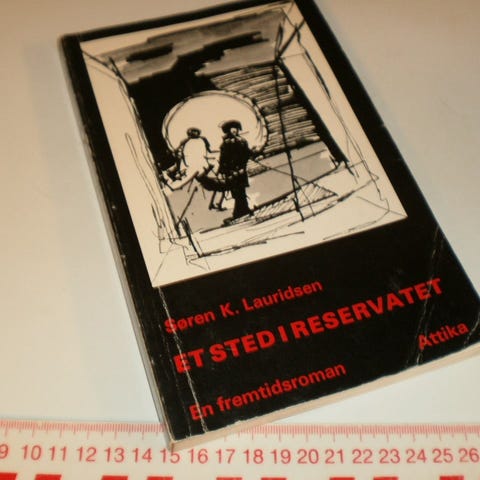 Søren K. Lauridsen
ET STED I RESERVATET
En fremtidsroman
Attika
9 10 11 12 13 14 15 16 17 18 19 20 21 22 23 24 25 26